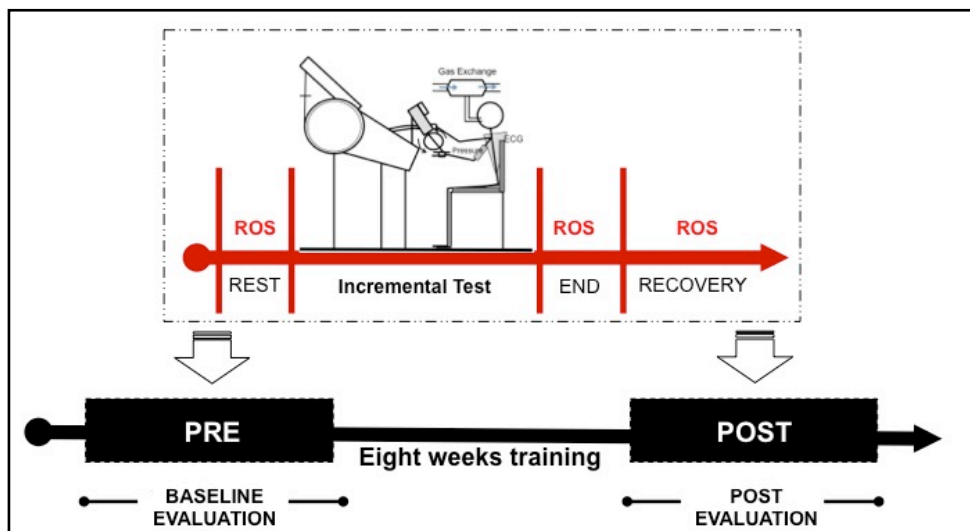 Gas Exchange
ECG
Pressure
ROS
ROS
ROS
REST
Incremental Test
END
RECOVERY
PRE
POST
Eight weeks training
BASELINE
EVALUATION
POST
EVALUATION